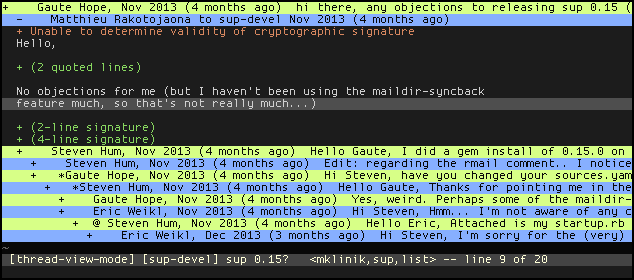 +    Gaute Hope, Nov 2013 (4 months ago)  hi there, any objections to releasing sup 0.15 (
-    Matthieu Rakotojaona to sup-devel Nov 2013 (4 months ago)
+ Unable to determine validity of cryptographic signature
Hello,
+ (2 quoted lines)
No objections for me (but I haven't been using the maildir-syncback
feature much, so that's not really much...)
+ (2-line signature)
+ (4-line signature)
+    Steven Hum, Nov 2013 (4 months ago)  Hello Gaute, I did a gem install of 0.15.0 on
+    Steven Hum, Nov 2013 (4 months ago)  Edit: regarding the rmail comment.. I notice
+   *Gaute Hope, Nov 2013 (4 months ago)  Hi Steven, have you changed your sources.yam
+   *Steven Hum, Nov 2013 (4 months ago)  Hello Gaute, Thanks for pointing me in the
+    Gaute Hope, Nov 2013 (4 months ago)  Yes, weird. Perhaps some of the maildir-
+    Eric Weikl, Nov 2013 (4 months ago)  Hi Steven, Hmm... I'm not aware of any c
+  @ Steven Hum, Nov 2013 (4 months ago)  Hello Eric, Attached is my startup.rb
+    Eric Weikl, Dec 2013 (3 months ago)  Hi Steven, I'm sorry for the (very)
~
[thread-view-mode] [sup-devel] sup 0.15?   <mklinik,sup,list> -- line 9 of 20